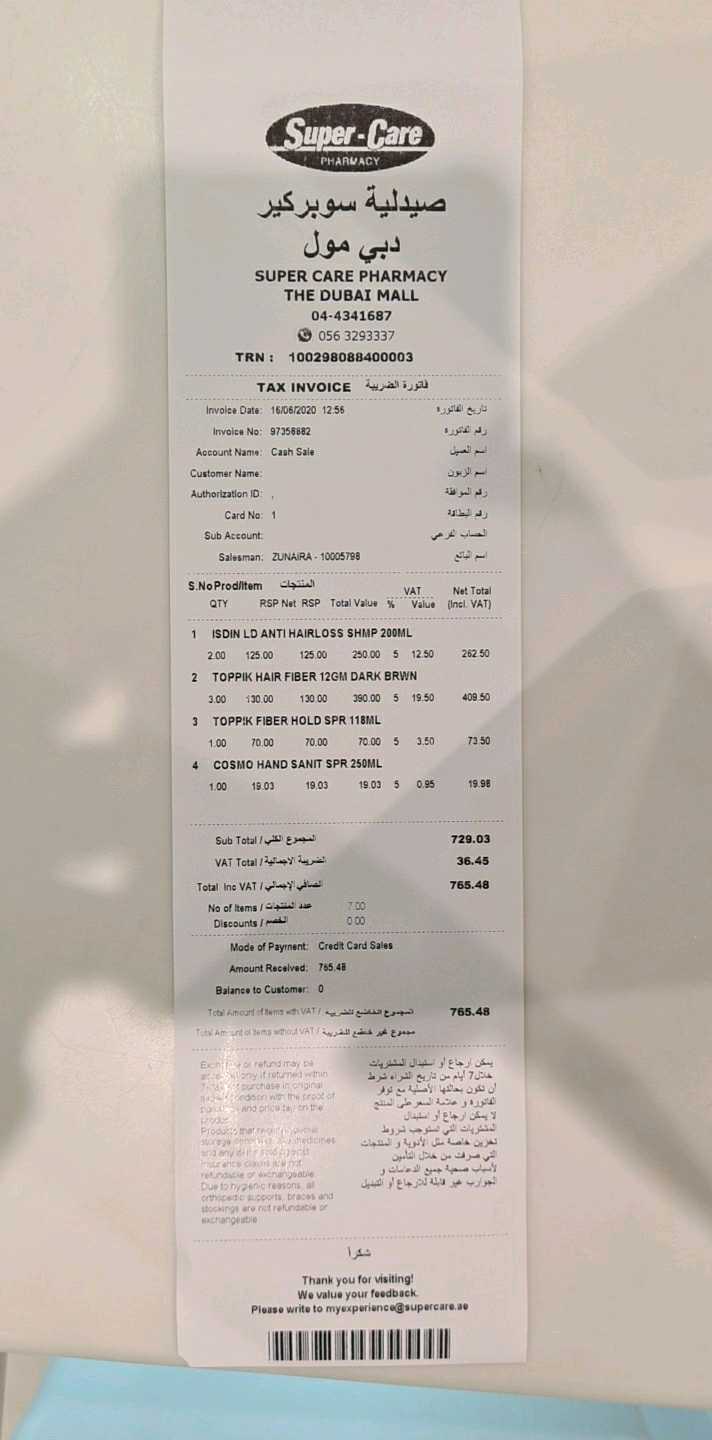 Super-Care
PHARMACY
صيدلية سوبركير
دبي مول
SUPER CARE PHARMACY
THE DUBAI MALL
04-4341687
056 3293337
TRN : 100298088400003
TAX INVOICE فاتورة الضريبة
Invoice Date: 16/06/2020 12:56 تاريخ الفاتوره
Invoice No: 97356882 رقم الفاتوره
Account Name: Cash Sale اسم العميل
Customer Name: اسم الزبون
Authorization ID: , رقم الموافقة
Card No: 1 رقم البطاقة
Sub Account: الحساب الفرعي
Salesman: ZUNAIRA - 10005798 اسم البائع
S.No Prod/Item المنتجات VAT Net Total
QTY RSP Net RSP Total Value % Value (Incl. VAT)
1 ISDIN LD ANTI HAIRLOSS SHMP 200ML
2.00 125.00 125.00 250.00 5 12.50 262.50
2 TOPPIK HAIR FIBER 12GM DARK BRWN
3.00 130.00 130.00 390.00 5 19.50 409.50
3 TOPPIK FIBER HOLD SPR 118ML
1.00 70.00 70.00 70.00 5 3.50 73.50
4 COSMO HAND SANIT SPR 250ML
1.00 19.03 19.03 19.03 5 0.95 19.98
Sub Total / المجموع الكلي 729.03
VAT Total / الضريبة الاجمالية 36.45
Total Inc VAT / الصافي الإجمالي 765.48
No of Items / عدد المنتجات 7.00
Discounts / الخصم 0.00
Mode of Payment: Credit Card Sales
Amount Received: 765.48
Balance to Customer: 0
Total Amount of Items with VAT / المجموع الخاضع للضريبة 765.48
Total Amount of Items without VAT / مجموع غير خاضع للضريبة
or refund may be
only if returned within
purchase in original
condition with the proof of
and price tag on the
Products that
storage medicines
and any
insurance claims are not
refundable or exchangeable.
Due to hygienic reasons, all
orthopedic supports, braces and
stockings are not refundable or
exchangeable
يمكن ارجاع أو استبدال المشتريات
خلال 7 أيام من تاريخ الشراء شرط
أن تكون بحالتها الأصلية مع توفر
الفاتورة و علامة السعر على المنتج
لا يمكن ارجاع أو استبدال
المشتريات التي تستوجب شروط
تخزين خاصة مثل الأدوية و المنتجات
التي صرفت من خلال التأمين
لأسباب صحية جميع الدعامات و
الجوارب غير قابلة للارجاع أو التبديل
شكراً
Thank you for visiting!
We value your feedback.
Please write to myexperience@supercare.ae